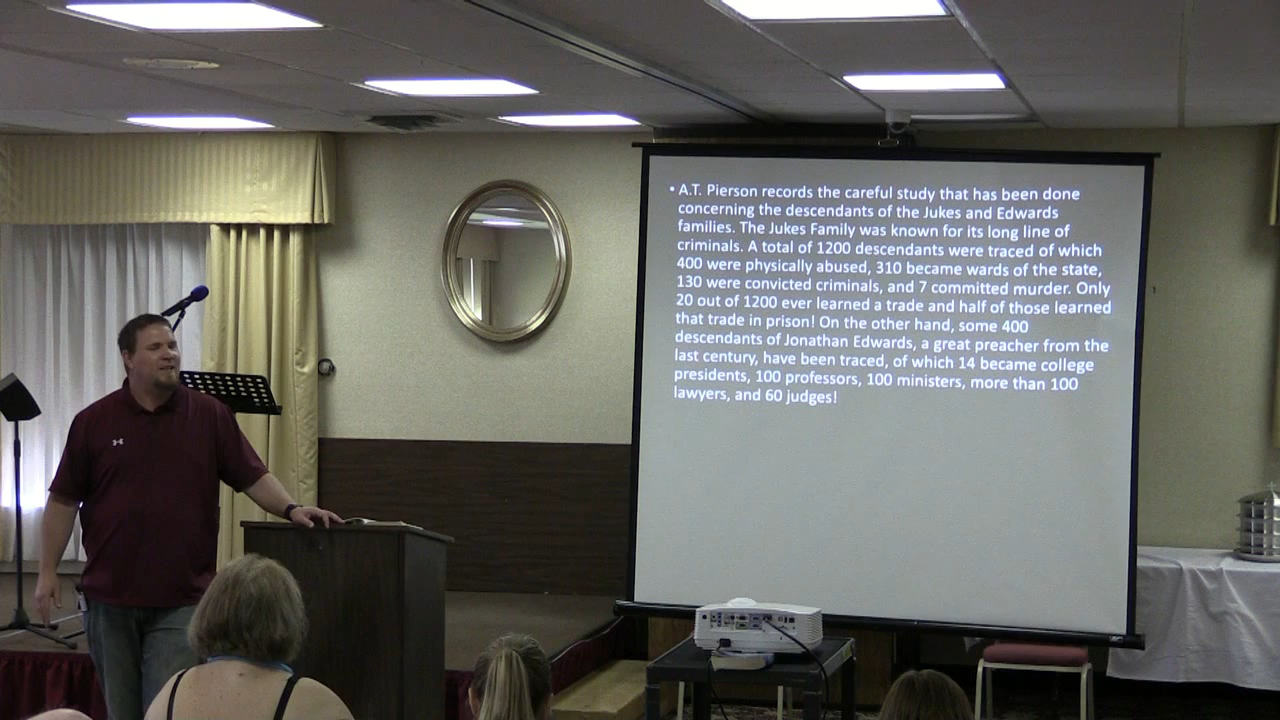 • A.T. Pierson records the careful study that has been done
concerning the descendants of the Jukes and Edwards
families. The Jukes Family was known for its long line of
criminals. A total of 1200 descendants were traced of which
400 were physically abused, 310 became wards of the state,
130 were convicted criminals, and 7 committed murder. Only
20 out of 1200 ever learned a trade and half of those learned
that trade in prison! On the other hand, some 400
descendants of Jonathan Edwards, a great preacher from the
last century, have been traced, of which 14 became college
presidents, 100 professors, 100 ministers, more than 100
lawyers, and 60 judges!